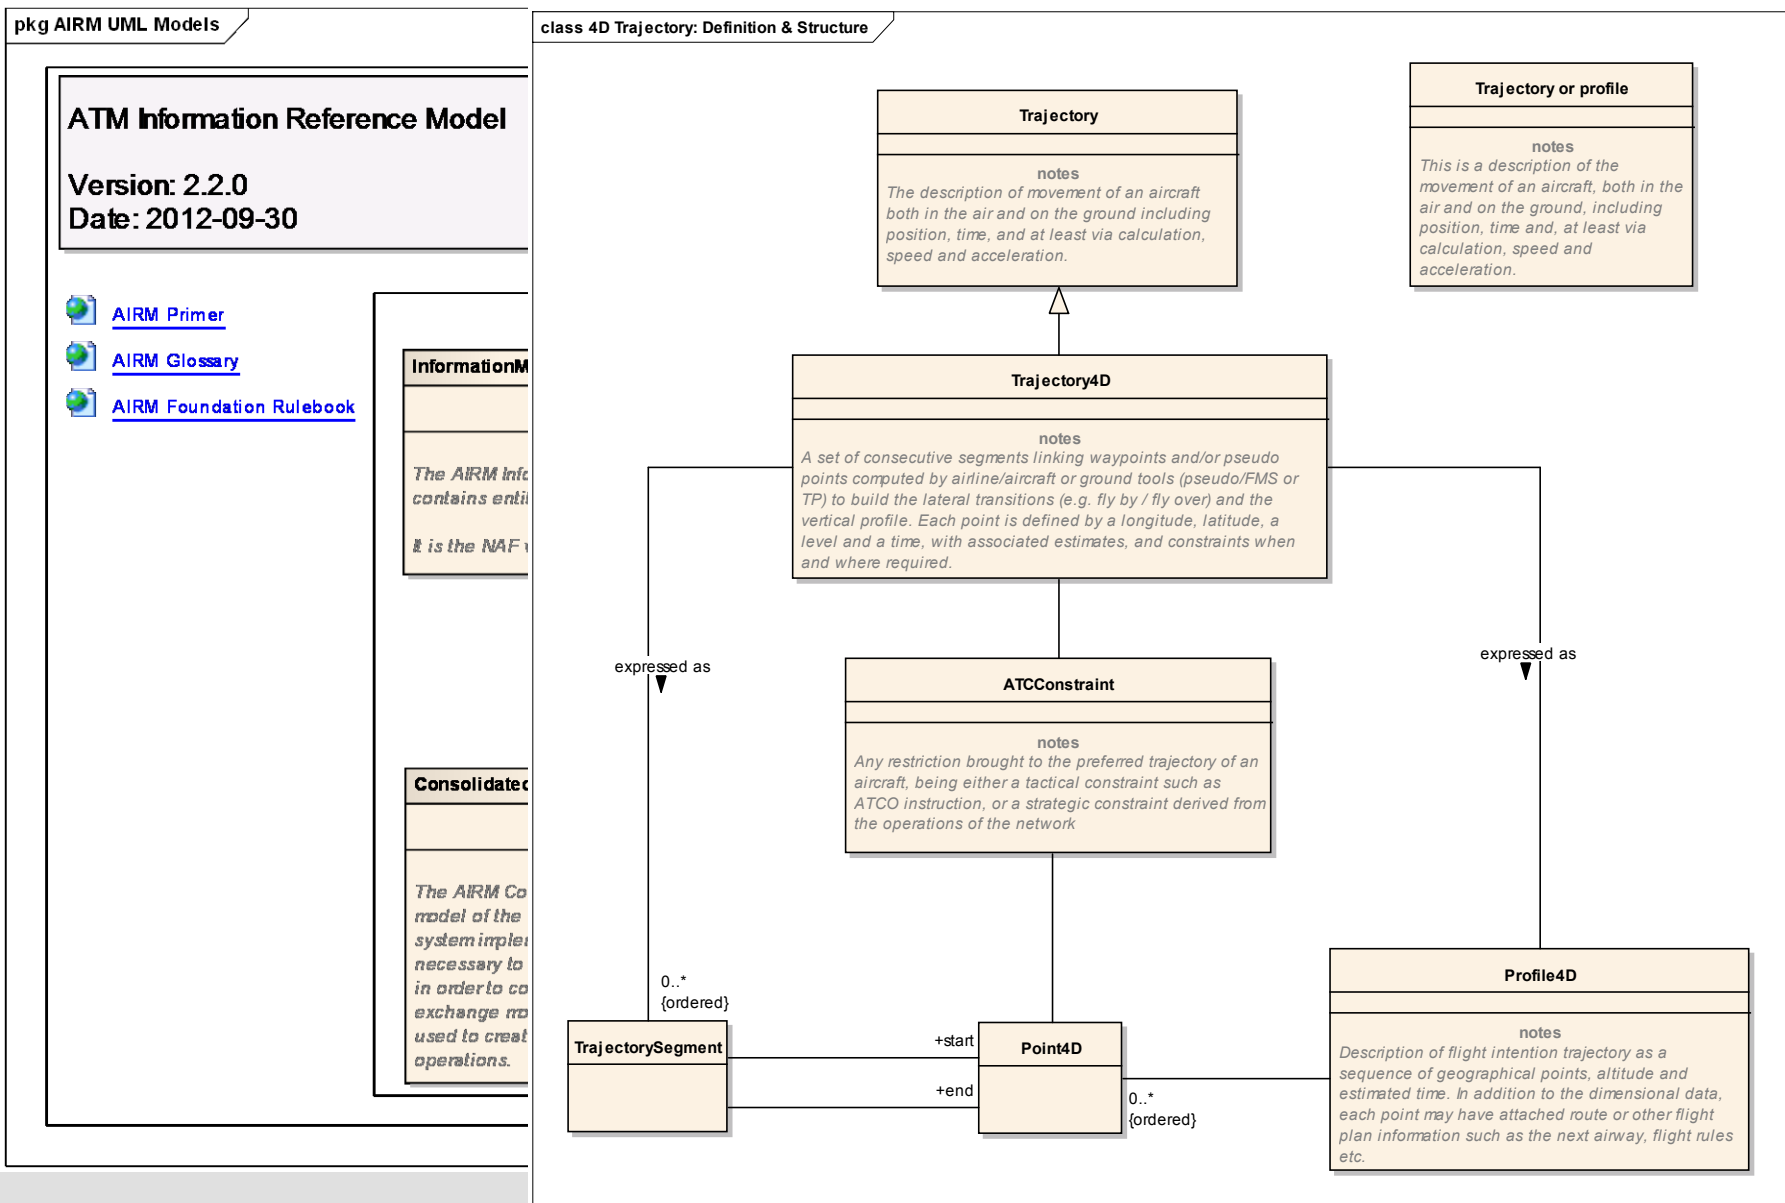 pkg AIRM UML Models
ATM Information Reference Model
Version: 2.2.0
Date: 2012-09-30
AIRM Primer
AIRM Glossary
AIRM Foundation Rulebook
InformationM
The AIRM Info
contains enti
It is the NAF
Consolidated
The AIRM Co
model of the
system imple
necessary to
in order to co
exchange mo
used to creat
operations.
class 4D Trajectory: Definition & Structure
Trajectory
notes
The description of movement of an aircraft
both in the air and on the ground including
position, time, and at least via calculation,
speed and acceleration.
Trajectory or profile
notes
This is a description of the
movement of an aircraft, both in the
air and on the ground, including
position, time and, at least via
calculation, speed and
acceleration.
Trajectory4D
notes
A set of consecutive segments linking waypoints and/or pseudo
points computed by airline/aircraft or ground tools (pseudo/FMS or
TP) to build the lateral transitions (e.g. fly by / fly over) and the
vertical profile. Each point is defined by a longitude, latitude, a
level and a time, with associated estimates, and constraints when
and where required.
expressed as
expressed as
ATCConstraint
notes
Any restriction brought to the preferred trajectory of an
aircraft, being either a tactical constraint such as
ATCO instruction, or a strategic constraint derived from
the operations of the network
0..*
{ordered}
TrajectorySegment
+start
+end
Point4D
0..*
{ordered}
Profile4D
notes
Description of flight intention trajectory as a
sequence of geographical points, altitude and
estimated time. In addition to the dimensional data,
each point may have attached route or other flight
plan information such as the next airway, flight rules
etc.